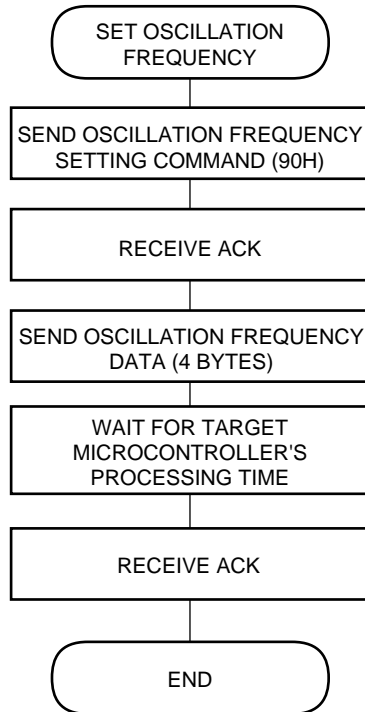 SET OSCILLATION
FREQUENCY
SEND OSCILLATION FREQUENCY
SETTING COMMAND (90H)
RECEIVE ACK
SEND OSCILLATION FREQUENCY
DATA (4 BYTES)
WAIT FOR TARGET
MICROCONTROLLER'S
PROCESSING TIME
RECEIVE ACK
END